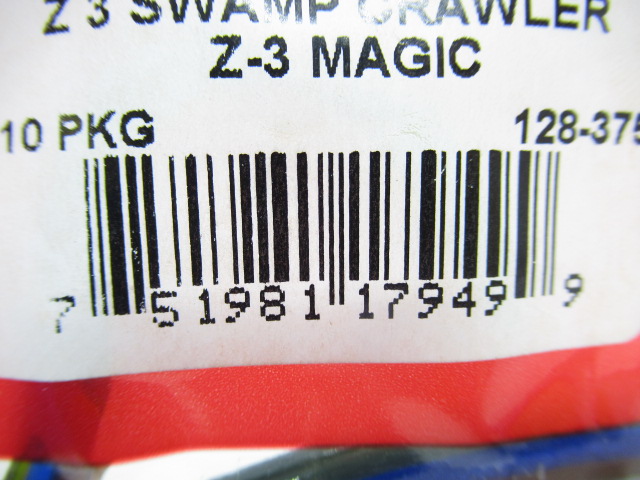 Z 3 SWAMP CRAWLER
Z-3 MAGIC
10 PKG 128-375
7 51981 17949 9